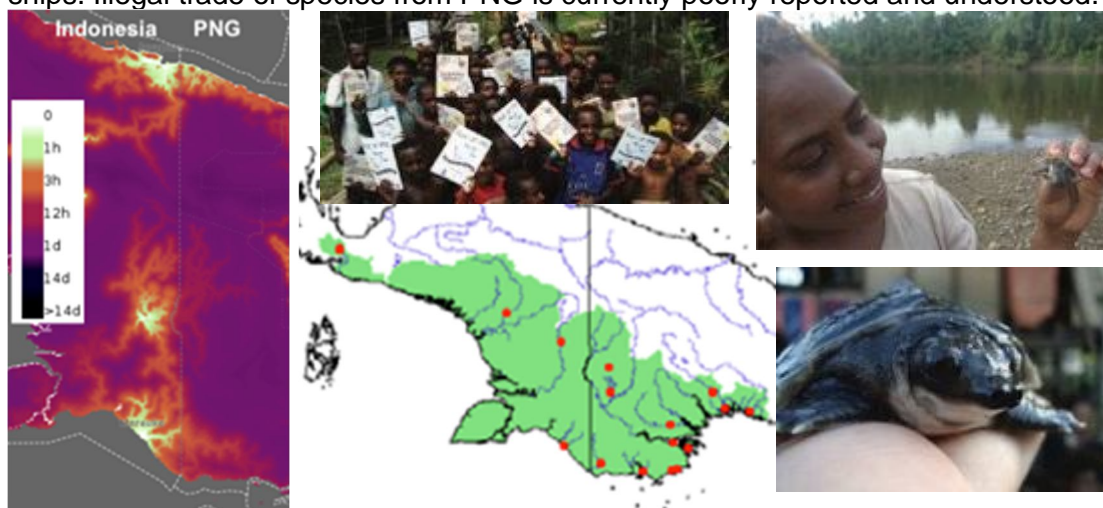 ships. Illegal trade of species from PNG is currently poorly reported and understood.
Indonesia PNG
0
1h
3h
12h
1d
14d
>14d